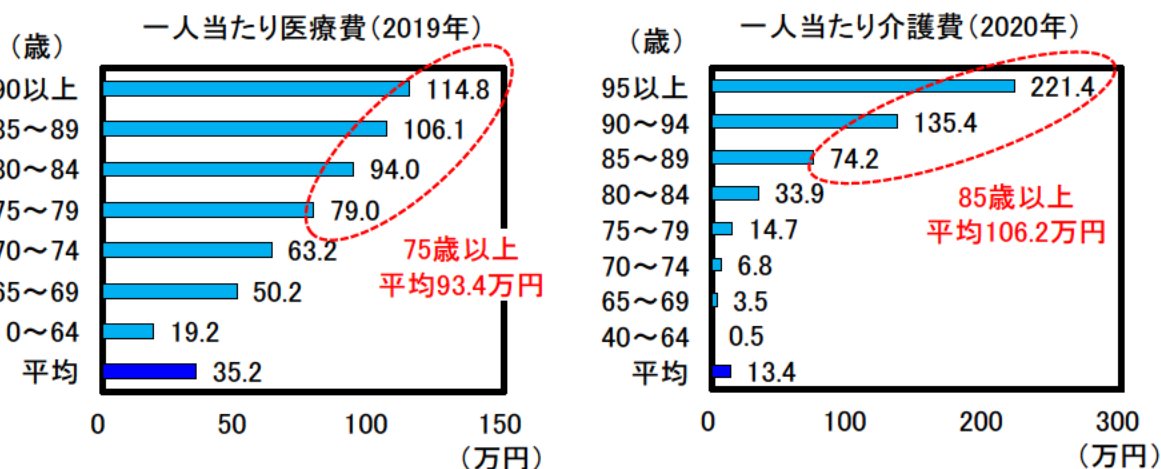 一人当たり医療費(2019年)
(歳)
90以上 114.8
85~89 106.1
80~84 94.0
75~79 79.0
70~74 63.2
65~69 50.2
0~64 19.2
平均 35.2
75歳以上
平均93.4万円
0 50 100 150
(万円)
一人当たり介護費(2020年)
(歳)
95以上 221.4
90~94 135.4
85~89 74.2
80~84 33.9
75~79 14.7
70~74 6.8
65~69 3.5
40~64 0.5
平均 13.4
85歳以上
平均106.2万円
0 100 200 300
(万円)